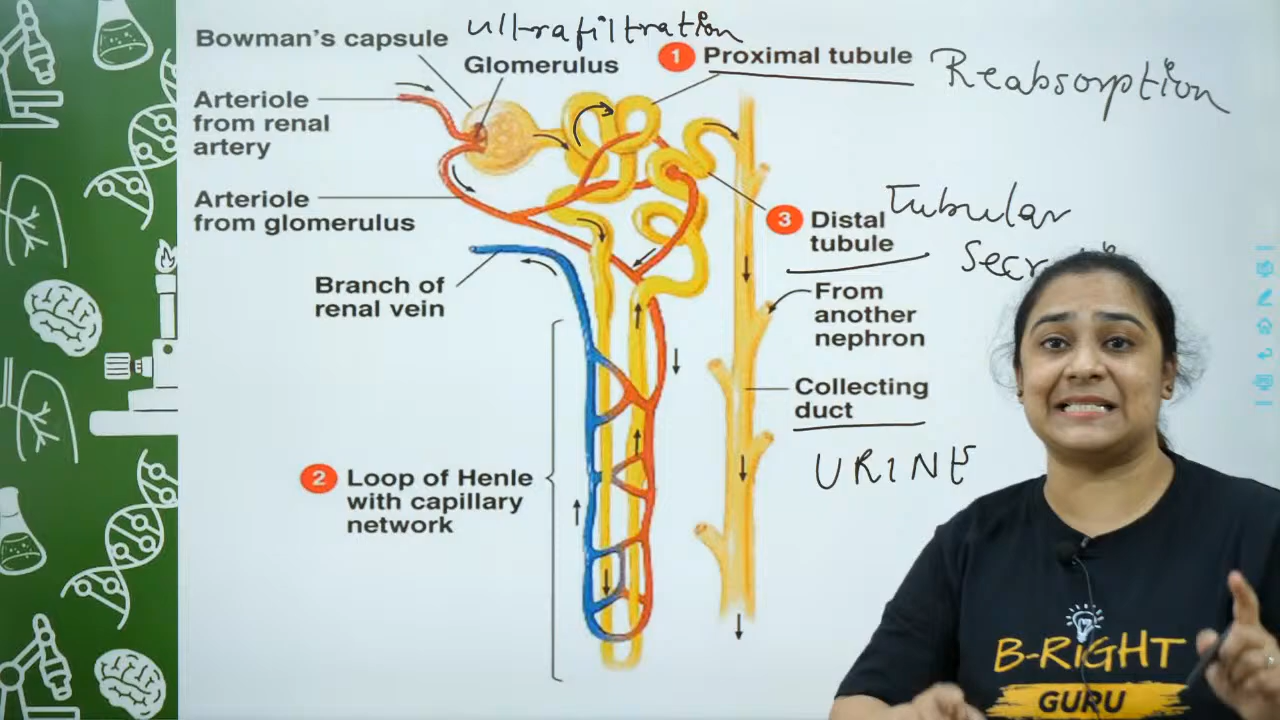 Bowman's capsule
ultrafiltration
Glomerulus
1 Proximal tubule
Reabsorption
Arteriole
from renal
artery
Arteriole
from glomerulus
3 Distal
tubule
Tubular
Branch of
renal vein
From
another
nephron
Collecting
duct
URINE
2 Loop of Henle
with capillary
network
B-RIGHT
GURU